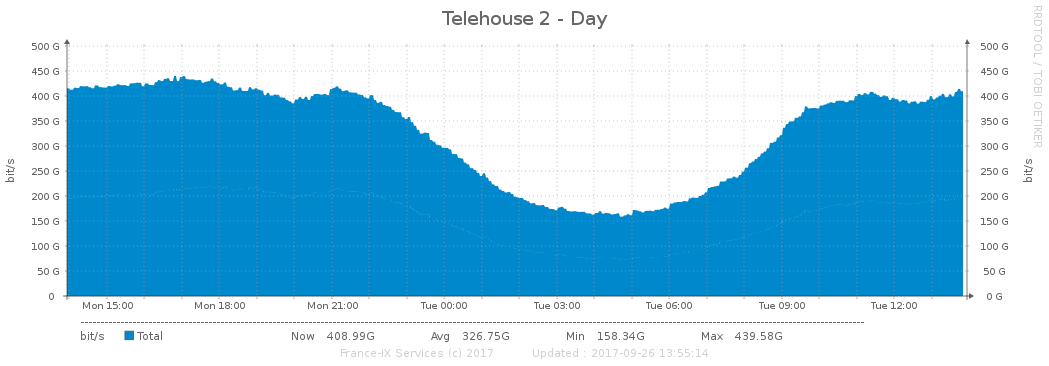 Telehouse 2 - Day
RRDTOOL / TOBI OETIKER
bit/s
500 G 500 G
450 G 450 G
400 G 400 G
350 G 350 G
300 G 300 G
250 G 250 G
200 G 200 G
150 G 150 G
100 G 100 G
50 G 50 G
0 0 G
bit/s
Mon 15:00 Mon 18:00 Mon 21:00 Tue 00:00 Tue 03:00 Tue 06:00 Tue 09:00 Tue 12:00
bit/s Total Now 408.99G Avg 326.75G Min 158.34G Max 439.58G
France-IX Services (c) 2017 Updated : 2017-09-26 13:55:14